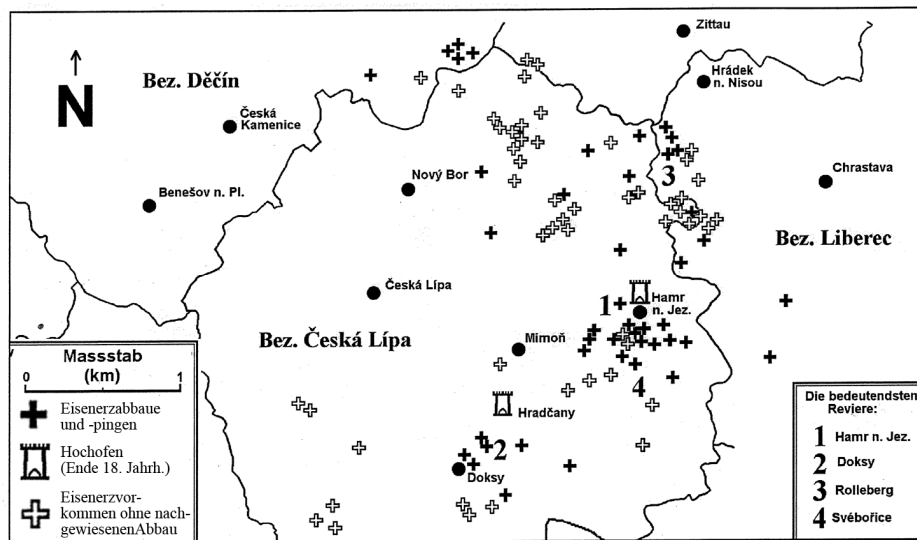 Zittau
N
Bez. Děčín
Hrádek
n. Nisou
Česká
Kamenice
3
Chrastava
Nový Bor
Benešov n. Pl.
Bez. Liberec
Česká Lípa
1
Hamr
n. Jez.
Bez. Česká Lípa
Mimoň
4
Hradčany
2
Doksy
Massstab
(km)
0 1
Eisenerzabbaue
und -pingen
Hochofen
(Ende 18. Jahrh.)
Eisenerzvor-
kommen ohne nach-
gewiesenenAbbau
Die bedeutendsten
Reviere:
1 Hamr n. Jez.
2 Doksy
3 Rolleberg
4 Svébořice